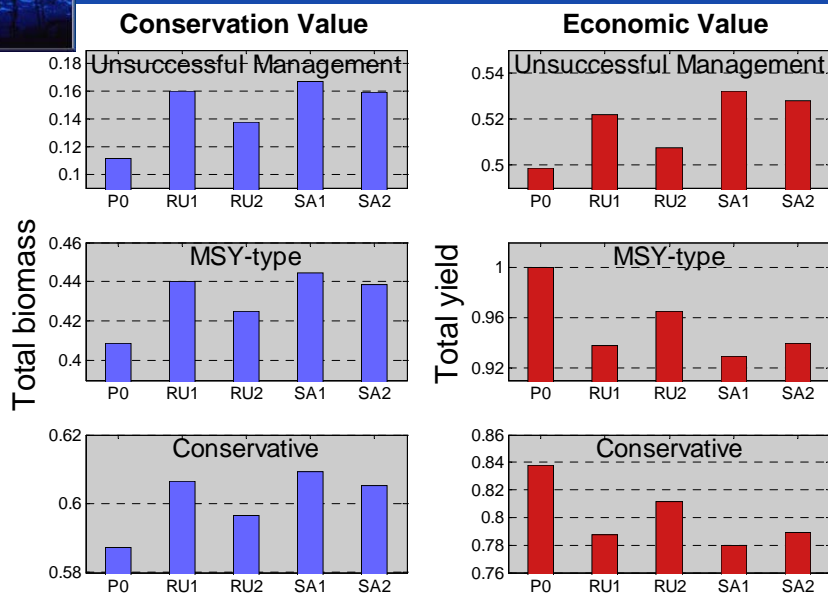 Conservation Value
Economic Value
Total biomass
Total yield
Unsuccessful Management
0.18
0.16
0.14
0.12
0.1
P0 RU1 RU2 SA1 SA2
Unsuccessful Management
0.54
0.52
0.5
P0 RU1 RU2 SA1 SA2
MSY-type
0.46
0.44
0.42
0.4
P0 RU1 RU2 SA1 SA2
MSY-type
1
0.96
0.92
P0 RU1 RU2 SA1 SA2
Conservative
0.62
0.6
0.58
P0 RU1 RU2 SA1 SA2
Conservative
0.86
0.84
0.82
0.8
0.78
0.76
P0 RU1 RU2 SA1 SA2